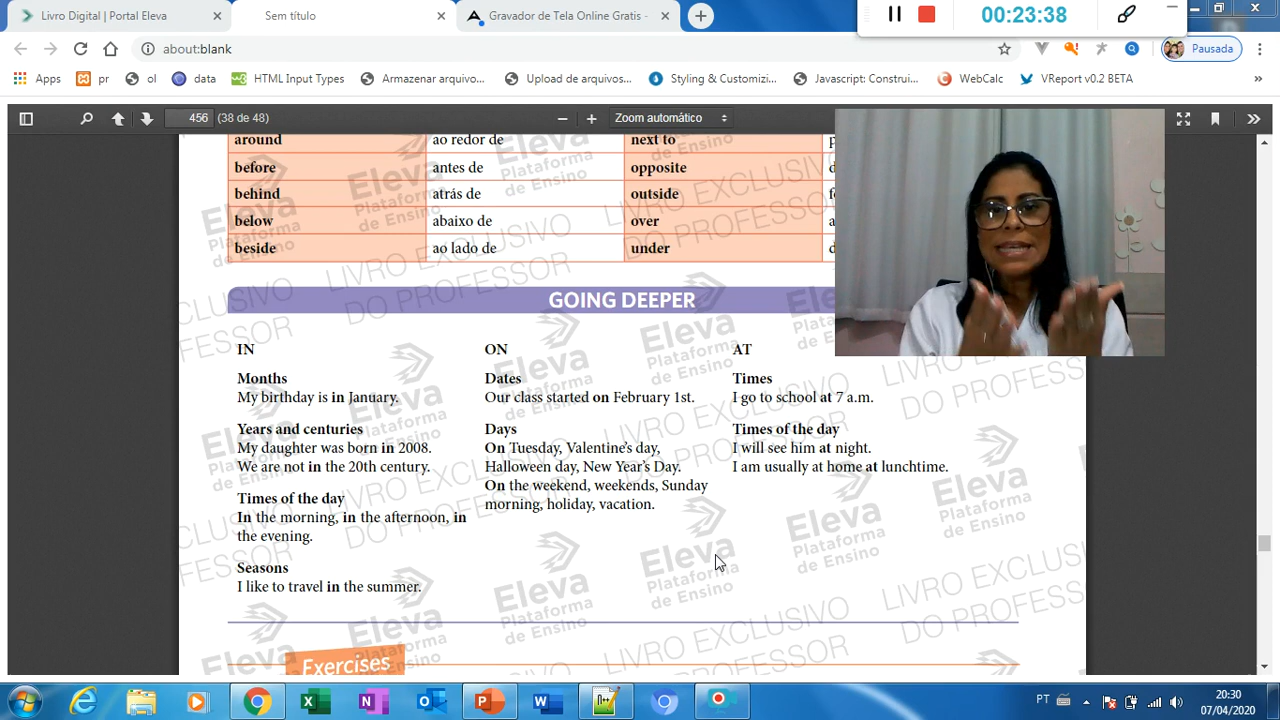 Livro Digital | Portal Eleva
Sem título
Gravador de Tela Online Gratis -
00:23:38
about:blank
Pausada
Apps
pr
ol
data
HTML Input Types
Armazenar arquivo...
Upload de arquivos...
Styling & Customizi...
Javascript: Construi...
WebCalc
VReport v0.2 BETA
»
456 (38 de 48)
Zoom automático
around ao redor de next to
before antes de opposite
behind atrás de outside
below abaixo de over
beside ao lado de under
GOING DEEPER
IN
Months
My birthday is in January.
Years and centuries
My daughter was born in 2008.
We are not in the 20th century.
Times of the day
In the morning, in the afternoon, in
the evening.
Seasons
I like to travel in the summer.
ON
Dates
Our class started on February 1st.
Days
On Tuesday, Valentine's day,
Halloween day, New Year's Day.
On the weekend, weekends, Sunday
morning, holiday, vacation.
AT
Times
I go to school at 7 a.m.
Times of the day
I will see him at night.
I am usually at home at lunchtime.
Exercises
Eleva
Plataforma
de Ensino
LIVRO EXCLUSIVO
DO PROFESSOR
PT
20:30
07/04/2020